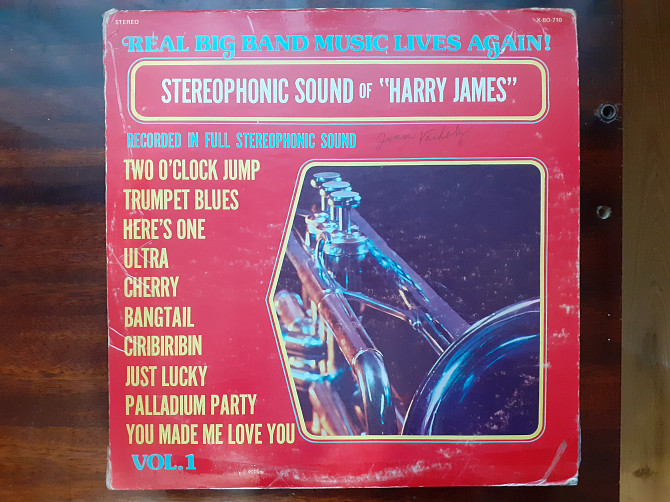 STEREO
X-BO-710
REAL BIG BAND MUSIC LIVES AGAIN!
STEREOPHONIC SOUND OF "HARRY JAMES"
RECORDED IN FULL STEREOPHONIC SOUND
TWO O'CLOCK JUMP
TRUMPET BLUES
HERE'S ONE
ULTRA
CHERRY
BANGTAIL
CIRIBIRIBIN
JUST LUCKY
PALLADIUM PARTY
YOU MADE ME LOVE YOU
VOL.1